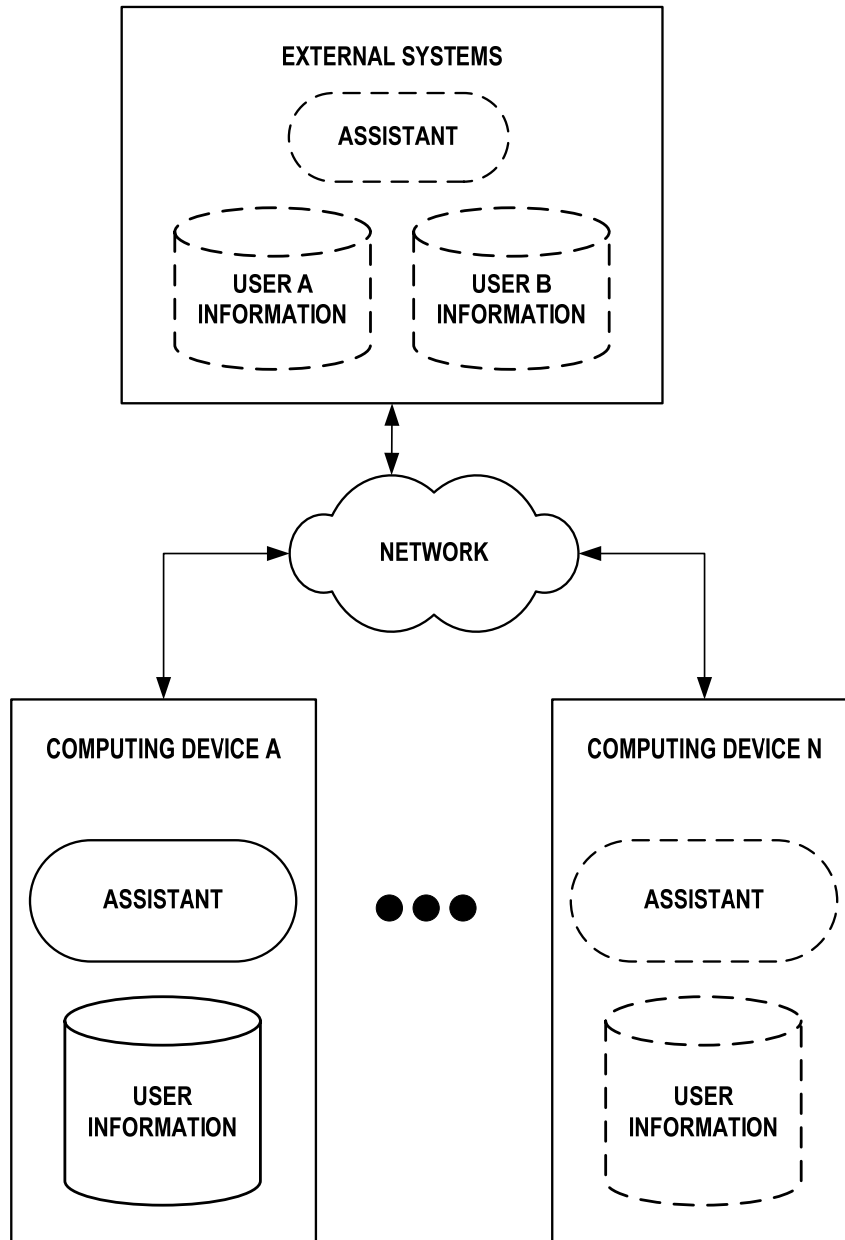 EXTERNAL SYSTEMS
ASSISTANT
USER A
INFORMATION
USER B
INFORMATION
NETWORK
COMPUTING DEVICE A
ASSISTANT
USER
INFORMATION
COMPUTING DEVICE N
ASSISTANT
USER
INFORMATION